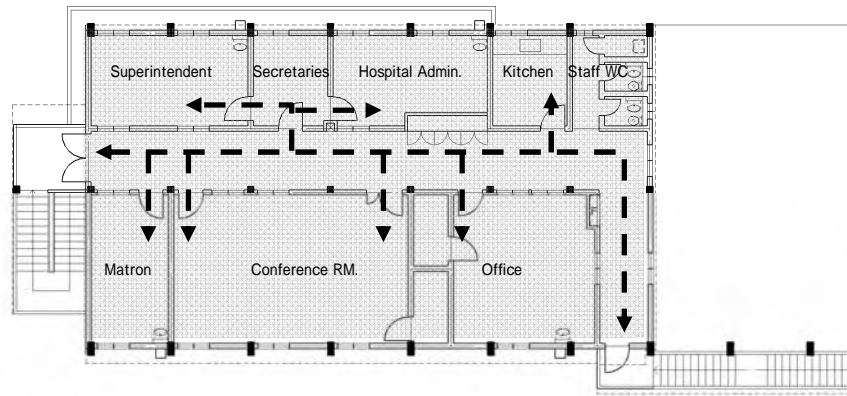 Superintendent
Secretaries
Hospital Admin.
Kitchen
Staff WC
Matron
Conference RM.
Office